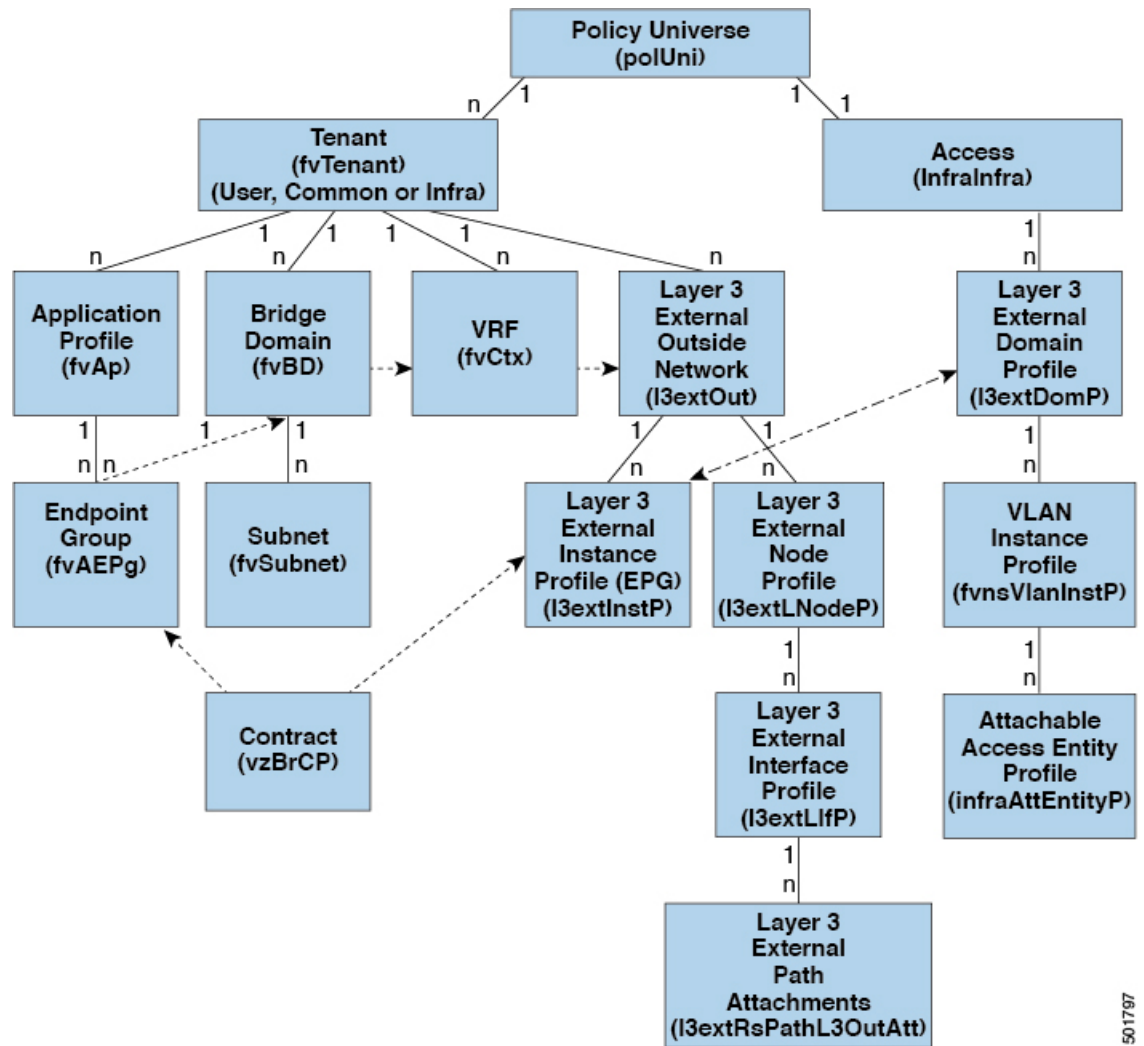 Policy Universe
(polUni)
n
1
1
1
Tenant
(fvTenant)
(User, Common or Infra)
Access
(InfraInfra)
1
1
1
1
1
n
n
n
n
n
Application
Profile
(fvAp)
Bridge
Domain
(fvBD)
VRF
(fvCtx)
Layer 3
External
Outside
Network
(l3extOut)
Layer 3
External
Domain
Profile
(l3extDomP)
1
n
n
1
1
n
1
n
1
n
1
n
Endpoint
Group
(fvAEPg)
Subnet
(fvSubnet)
Layer 3
External
Instance
Profile (EPG)
(l3extInstP)
Layer 3
External
Node
Profile
(l3extLNodeP)
VLAN
Instance
Profile
(fvnsVlanInstP)
1
n
1
n
Contract
(vzBrCP)
Layer 3
External
Interface
Profile
(l3extLIfP)
Attachable
Access Entity
Profile
(infraAttEntityP)
1
n
Layer 3
External
Path
Attachments
(l3extRsPathL3OutAtt)
501797